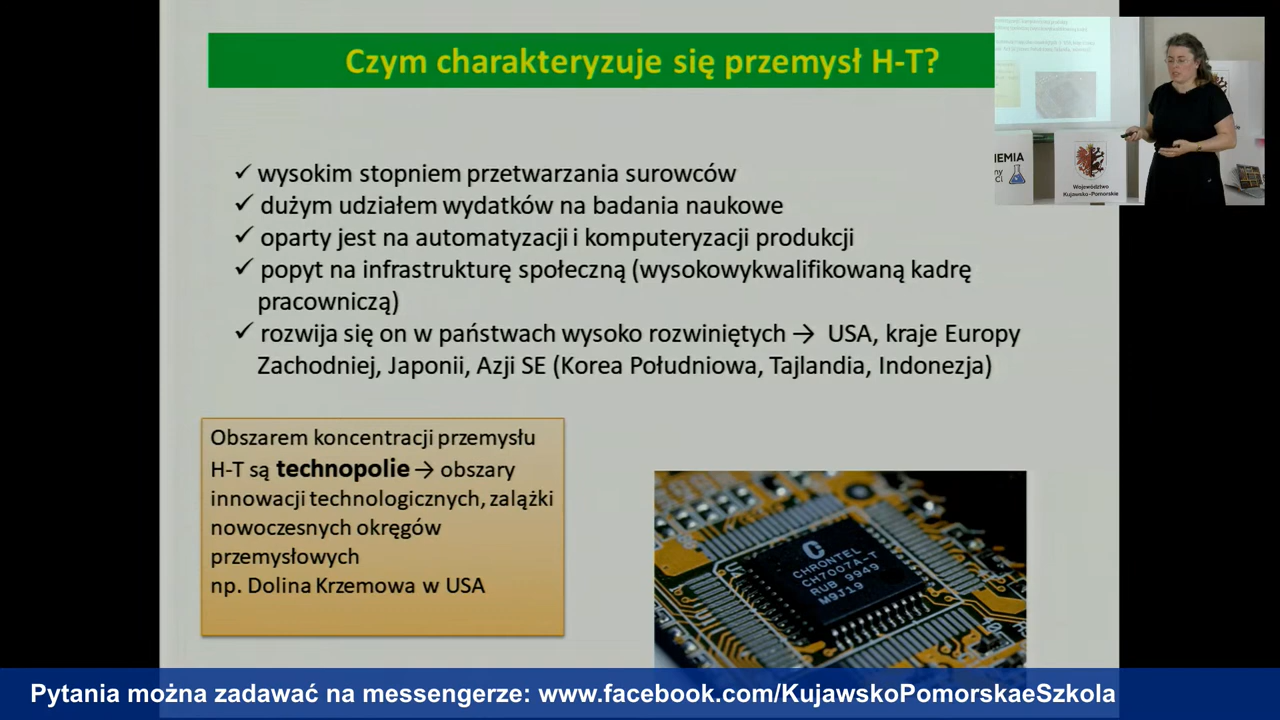 Czym charakteryzuje się przemysł H-T?
✓ wysokim stopniem przetwarzania surowców
✓ dużym udziałem wydatków na badania naukowe
✓ oparty jest na automatyzacji i komputeryzacji produkcji
✓ popyt na infrastrukturę społeczną (wysokowykwalifikowaną kadrę
pracowniczą)
✓ rozwija się on w państwach wysoko rozwiniętych → USA, kraje Europy
Zachodniej, Japonii, Azji SE (Korea Południowa, Tajlandia, Indonezja)
Obszarem koncentracji przemysłu
H-T są technopolie → obszary
innowacji technologicznych, zalążki
nowoczesnych okręgów
przemysłowych
np. Dolina Krzemowa w USA
CHRONTEL
CH7007A-T
RUB 9949
M9J19
Województwo
Kujawsko-Pomorskie
Pytania można zadawać na messengerze: www.facebook.com/KujawskoPomorskaeSzkola